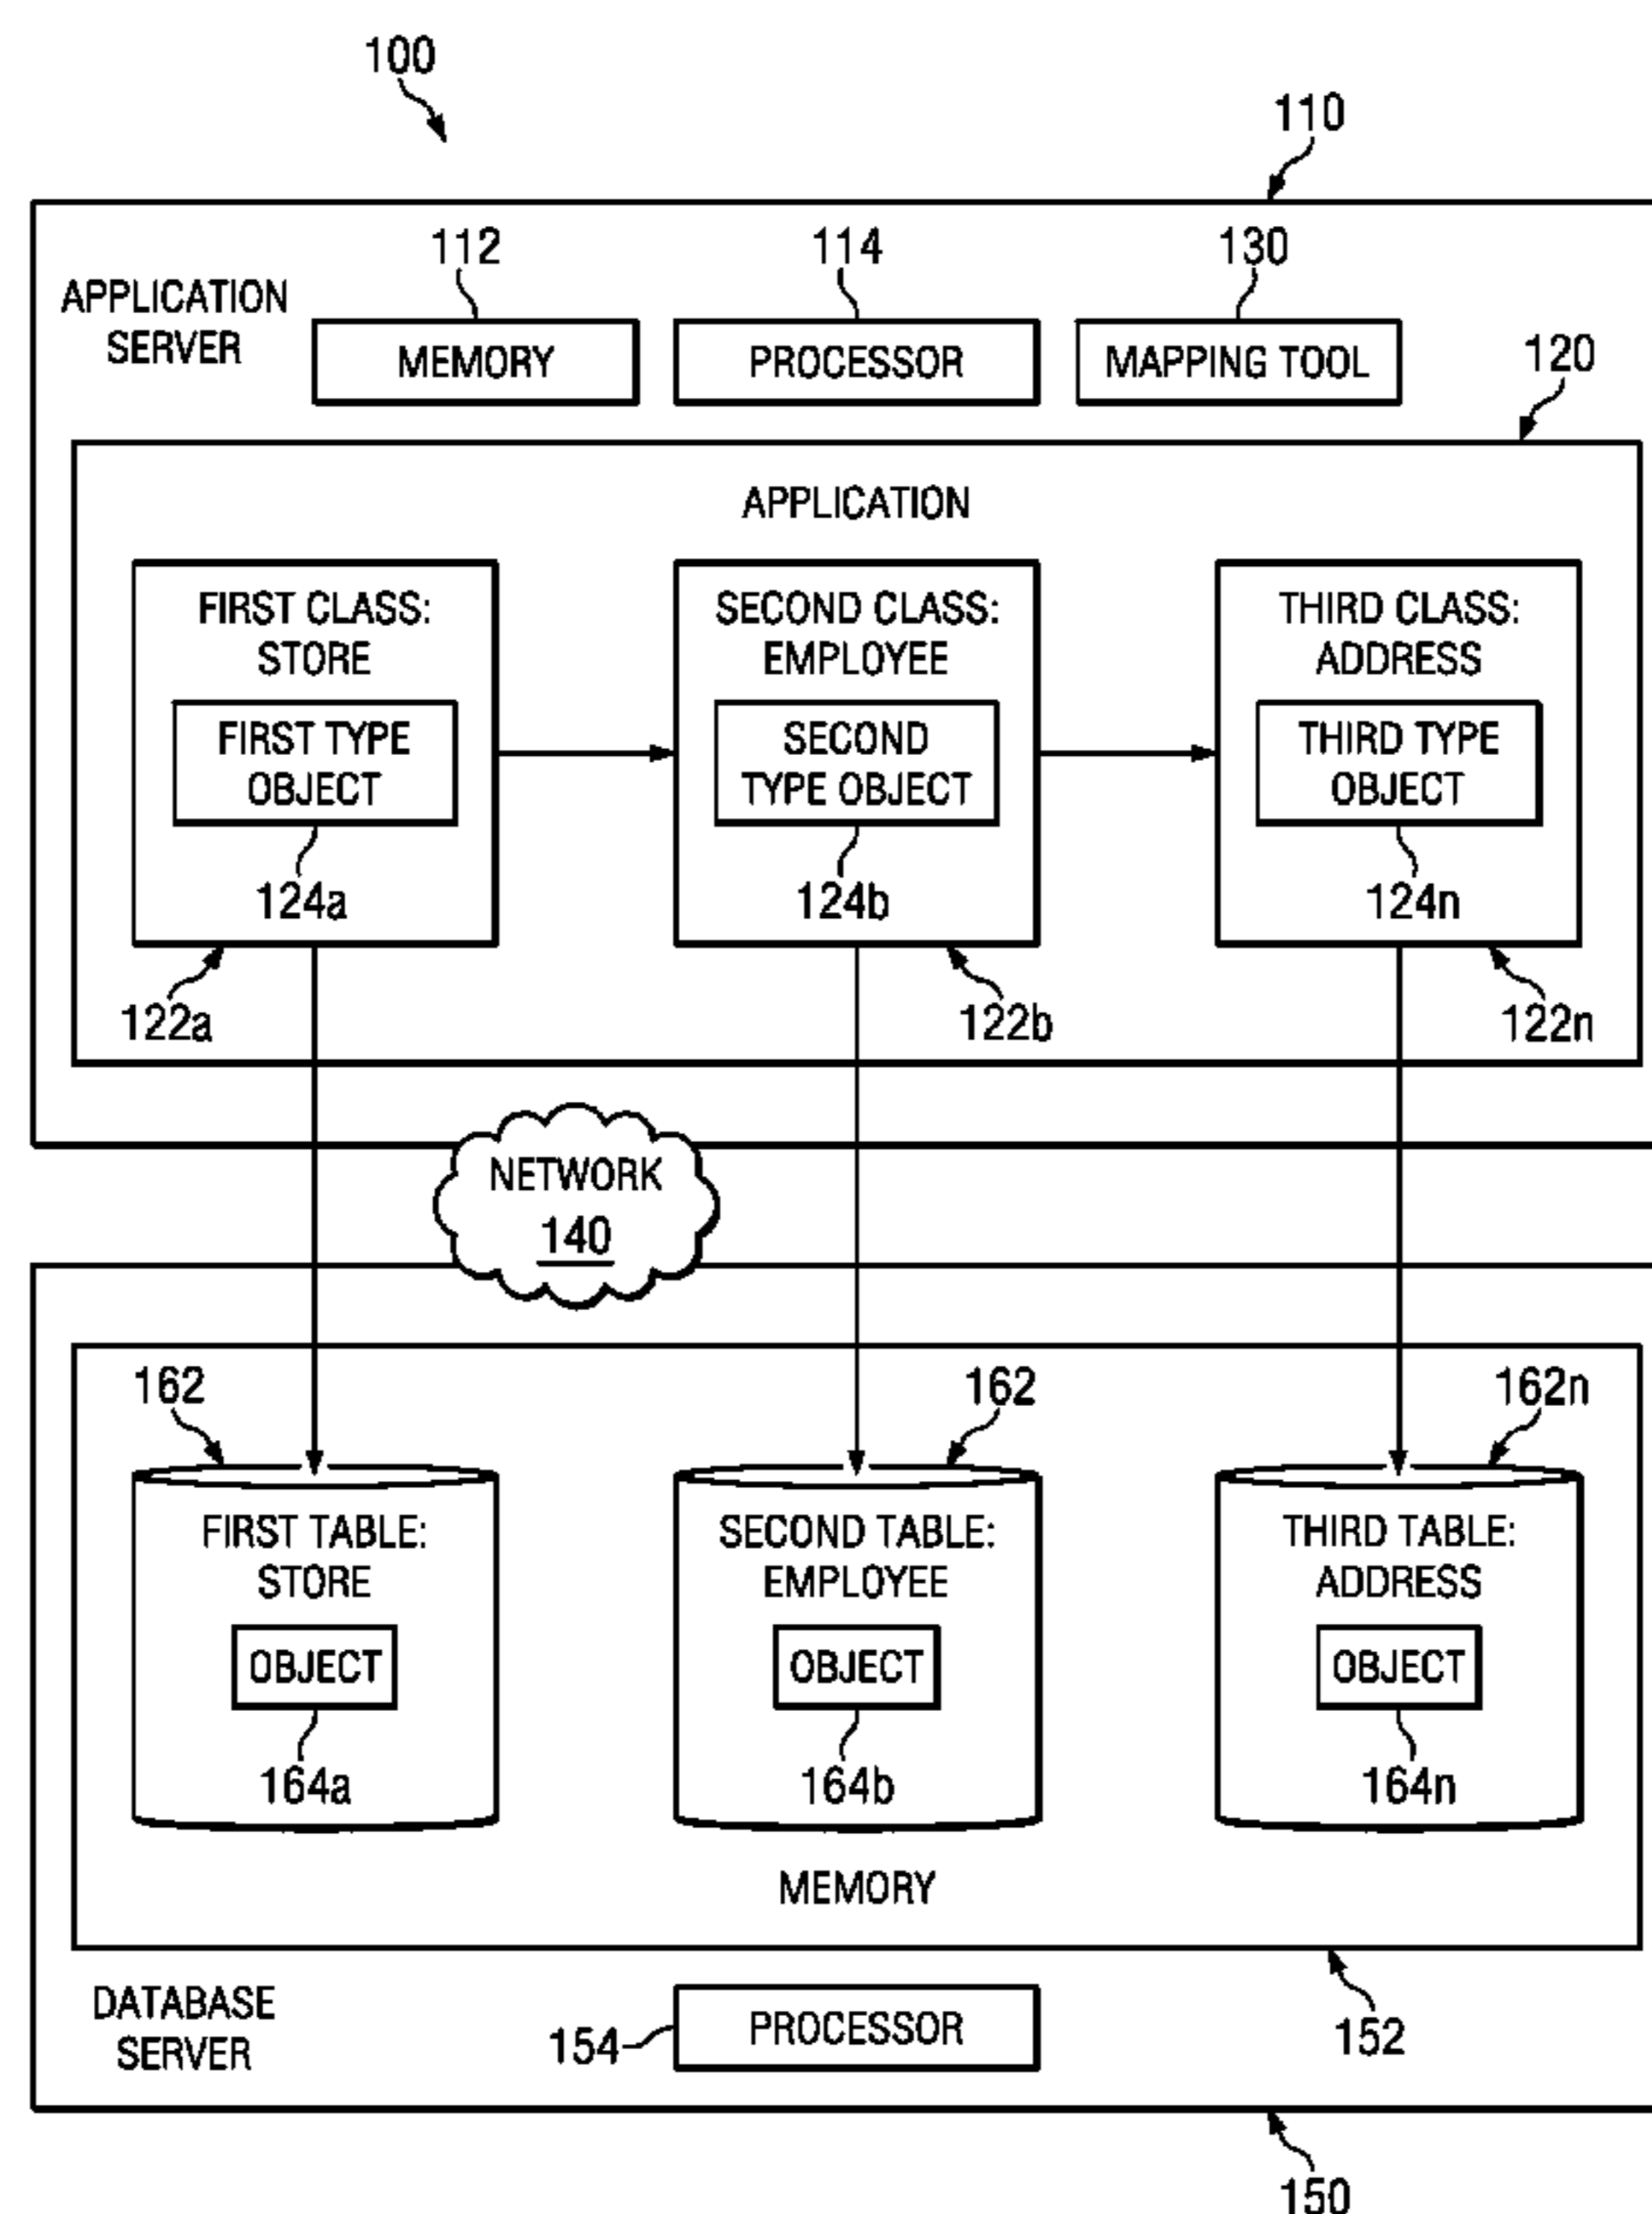 100
110
112
114
130
APPLICATION
SERVER
MEMORY
PROCESSOR
MAPPING TOOL
120
APPLICATION
FIRST CLASS:
STORE
FIRST TYPE
OBJECT
124a
122a
SECOND CLASS:
EMPLOYEE
SECOND
TYPE OBJECT
124b
122b
THIRD CLASS:
ADDRESS
THIRD TYPE
OBJECT
124n
122n
NETWORK
140
162
162
162n
FIRST TABLE:
STORE
OBJECT
164a
SECOND TABLE:
EMPLOYEE
OBJECT
164b
THIRD TABLE:
ADDRESS
OBJECT
164n
MEMORY
DATABASE
SERVER
154
PROCESSOR
152
150